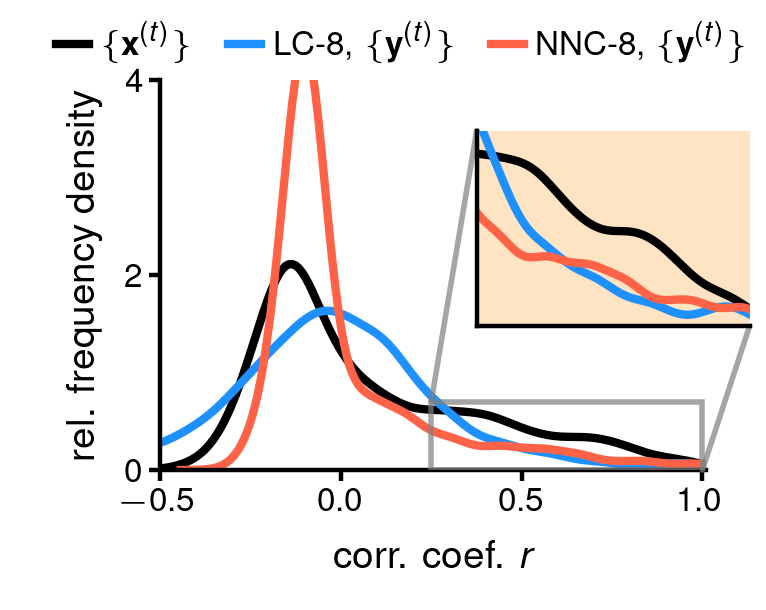 {x^(t)} LC-8, {y^(t)} NNC-8, {y^(t)}
4
2
0
rel. frequency density
−0.5 0.0 0.5 1.0
corr. coef. r